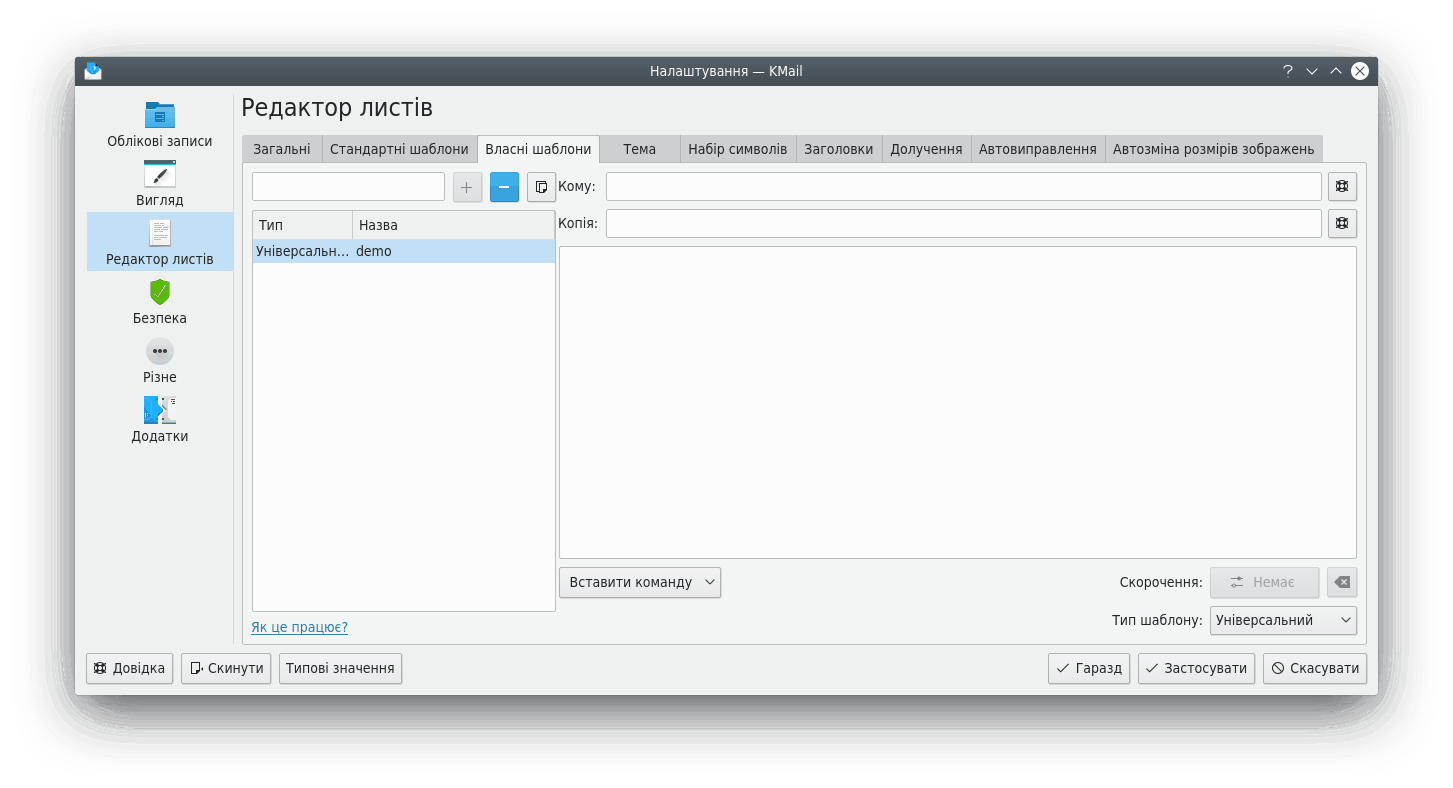 Налаштування — KMail
Облікові записи
Вигляд
Редактор листів
Безпека
Різне
Додатки
Редактор листів
Загальні Стандартні шаблони Власні шаблони Тема Набір символів Заголовки Долучення Автовиправлення Автозміна розмірів зображень
Кому:
Копія:
Тип Назва
Універсальн... demo
Вставити команду
Скорочення: Немає
Тип шаблону: Універсальний
Як це працює?
Довідка Скинути Типові значення Гаразд Застосувати Скасувати